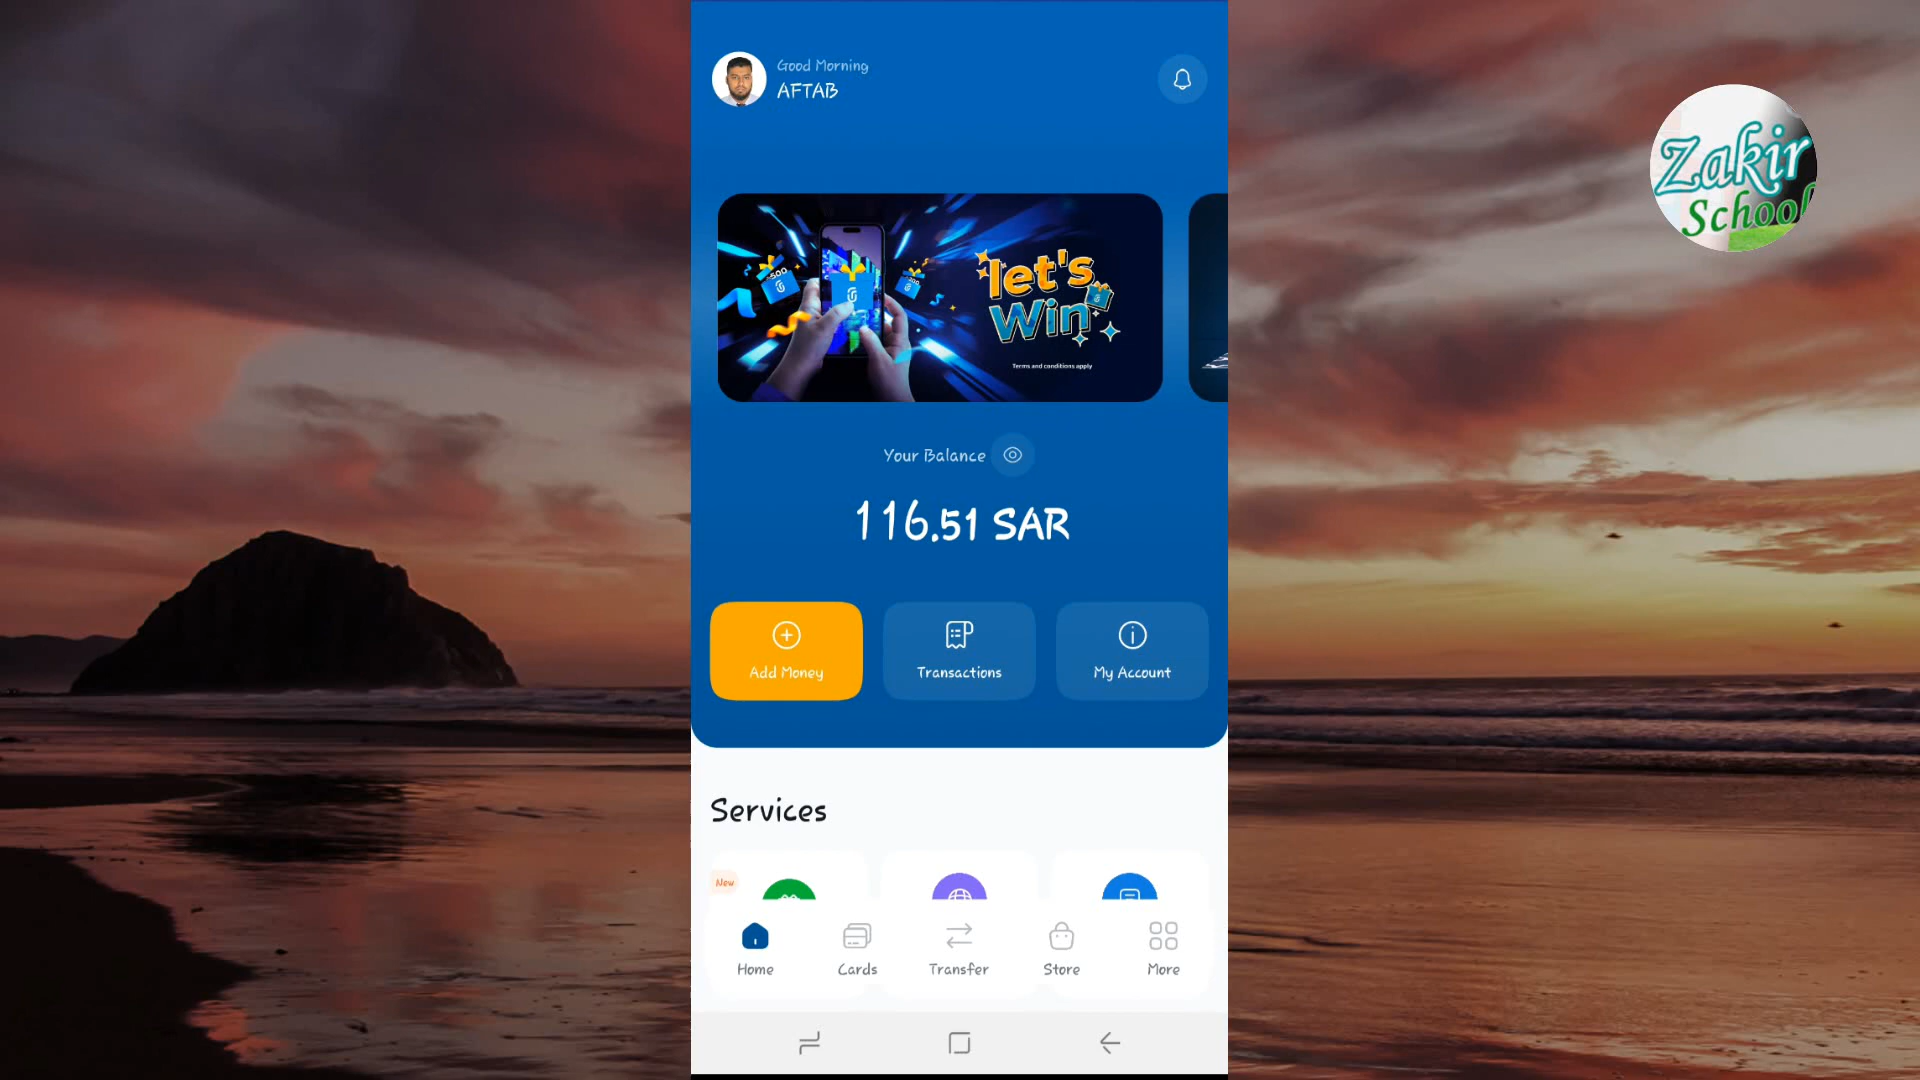 Good Morning
AFTAB
Zakir
School
500
let's
Win
Terms and conditions apply
Your Balance
116.51 SAR
Add Money
Transactions
My Account
Services
New
Home
Cards
Transfer
Store
More